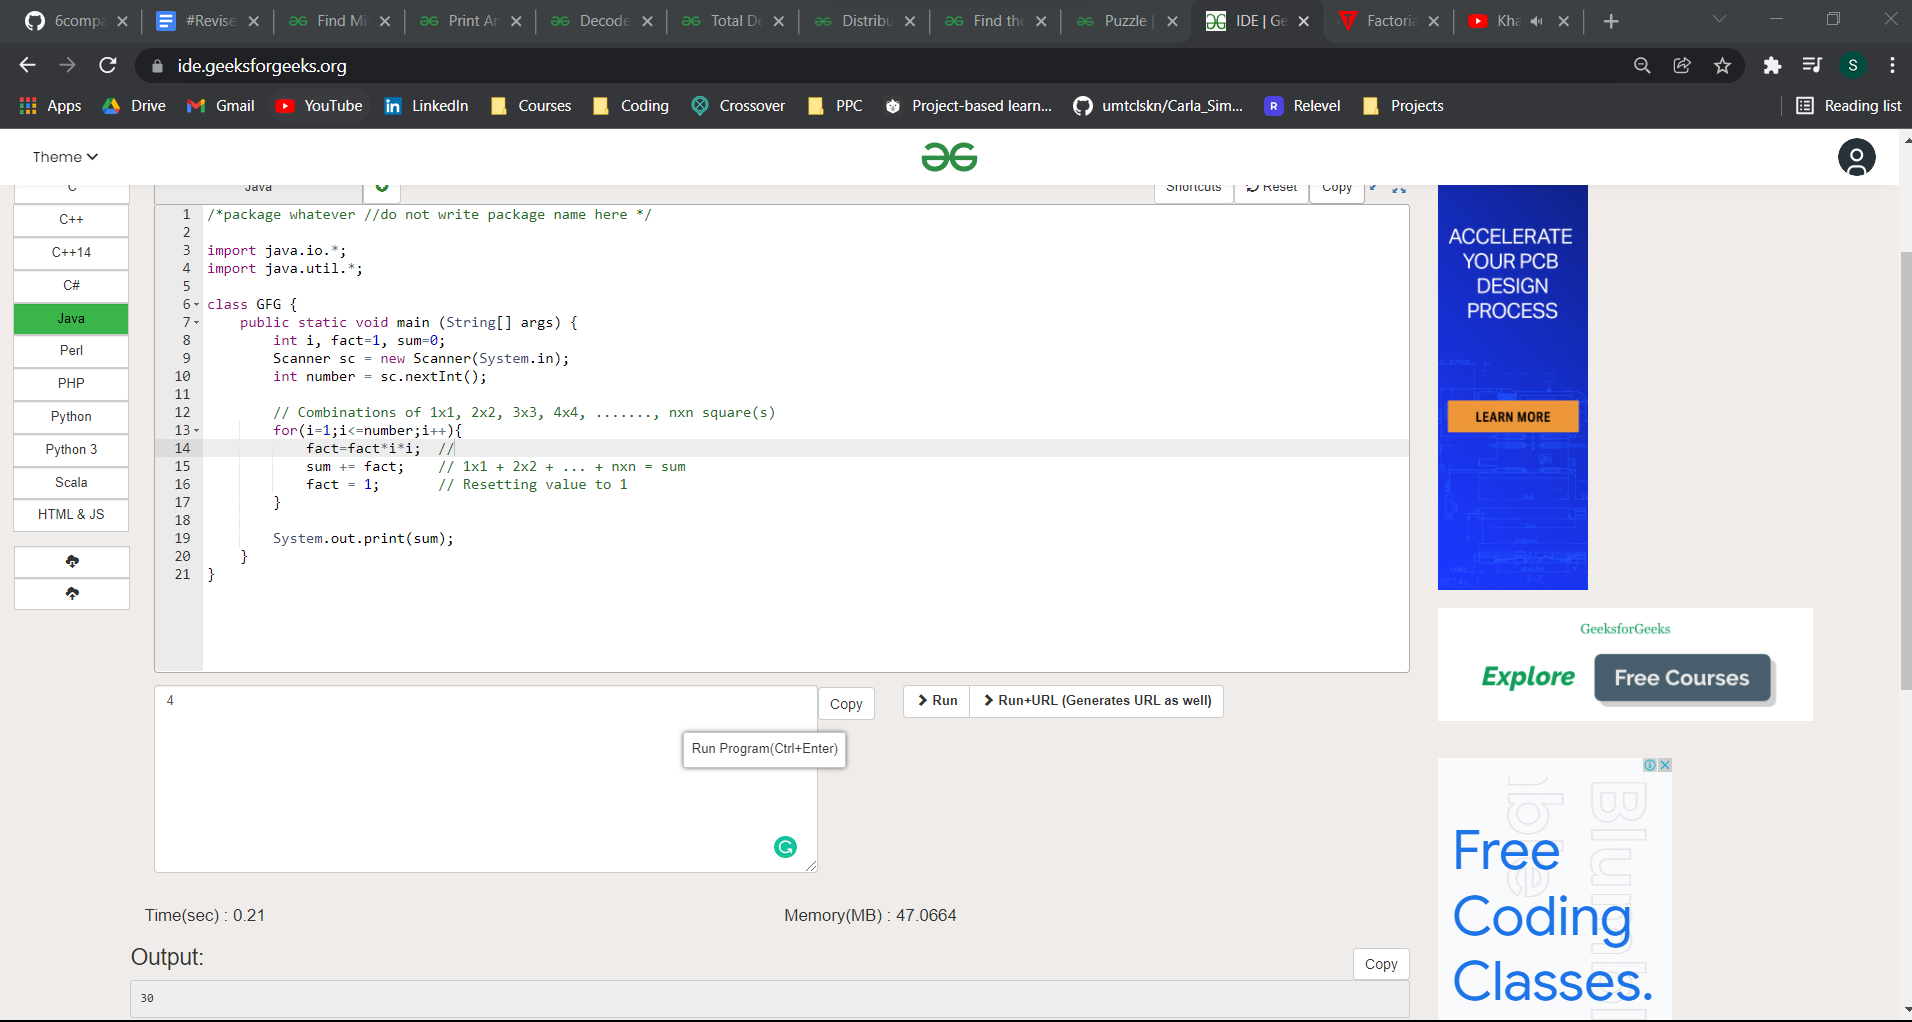 6compa
#Revise
Find Mi
Print Ar
Decode
Total De
Distribu
Find the
Puzzle |
IDE | Ge
Factoria
Kha
ide.geeksforgeeks.org
S
Apps
Drive
Gmail
YouTube
LinkedIn
Courses
Coding
Crossover
PPC
Project-based learn...
umtclskn/Carla_Sim...
R
Relevel
Projects
Reading list
Theme
C
C++
C++14
C#
Java
Perl
PHP
Python
Python 3
Scala
HTML & JS
Java
Shortcuts
Reset
Copy
1 /*package whatever //do not write package name here */
2
3 import java.io.*;
4 import java.util.*;
5
6 class GFG {
7 public static void main (String[] args) {
8 int i, fact=1, sum=0;
9 Scanner sc = new Scanner(System.in);
10 int number = sc.nextInt();
11
12 // Combinations of 1x1, 2x2, 3x3, 4x4, ......., nxn square(s)
13 for(i=1;i<=number;i++){
14 fact=fact*i*i; //
15 sum += fact; // 1x1 + 2x2 + ... + nxn = sum
16 fact = 1; // Resetting value to 1
17 }
18
19 System.out.print(sum);
20 }
21 }
4
Copy
Run
Run+URL (Generates URL as well)
Run Program(Ctrl+Enter)
Time(sec) : 0.21
Memory(MB) : 47.0664
Output:
Copy
30
ACCELERATE
YOUR PCB
DESIGN
PROCESS
LEARN MORE
GeeksforGeeks
Explore
Free Courses
Free
Coding
Classes.